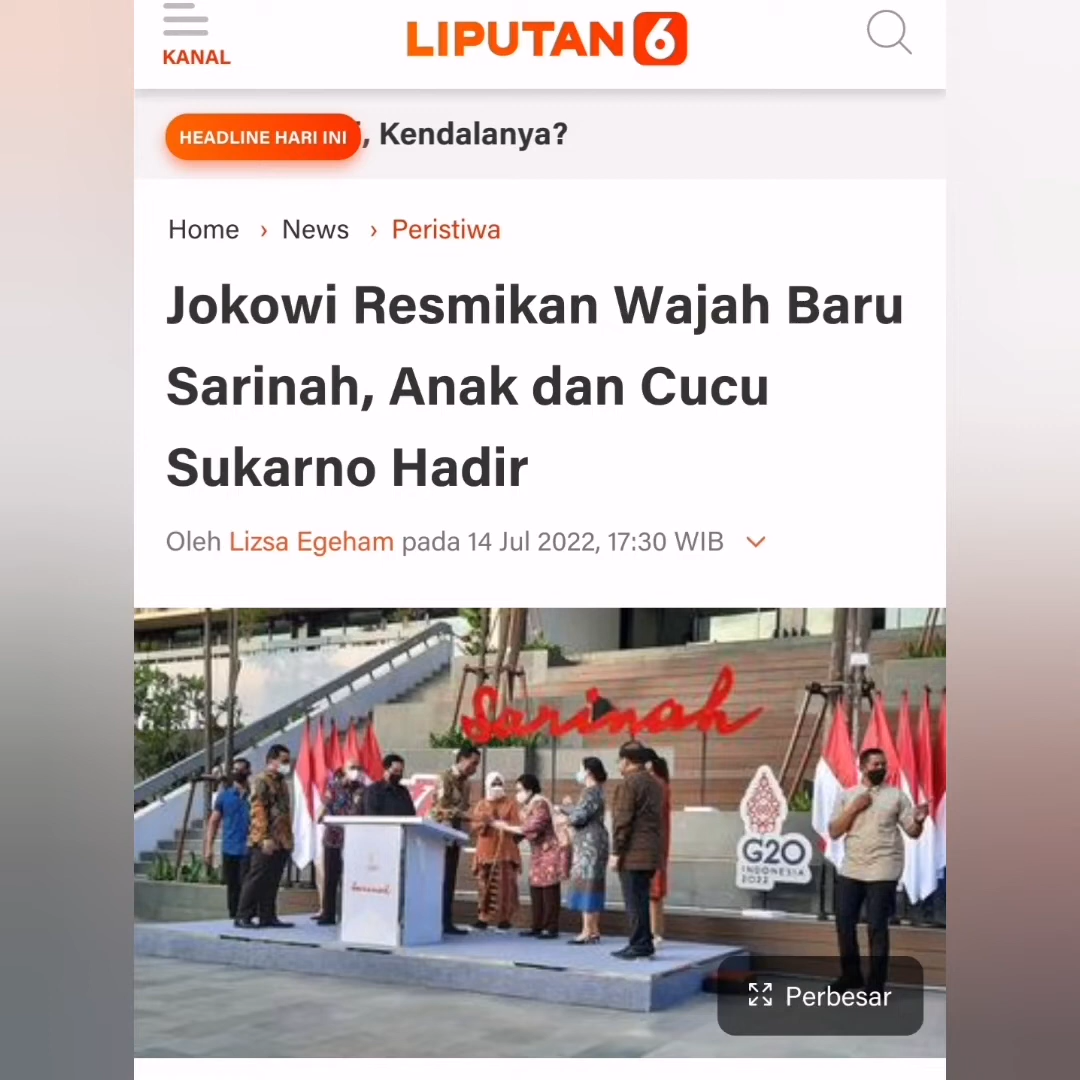 KANAL
LIPUTAN 6
HEADLINE HARI INI
, Kendalanya?
Home › News › Peristiwa
Jokowi Resmikan Wajah Baru
Sarinah, Anak dan Cucu
Sukarno Hadir
Oleh Lizsa Egeham pada 14 Jul 2022, 17:30 WIB
Sarinah
G20
INDONESIA
2022
Sarinah
Perbesar